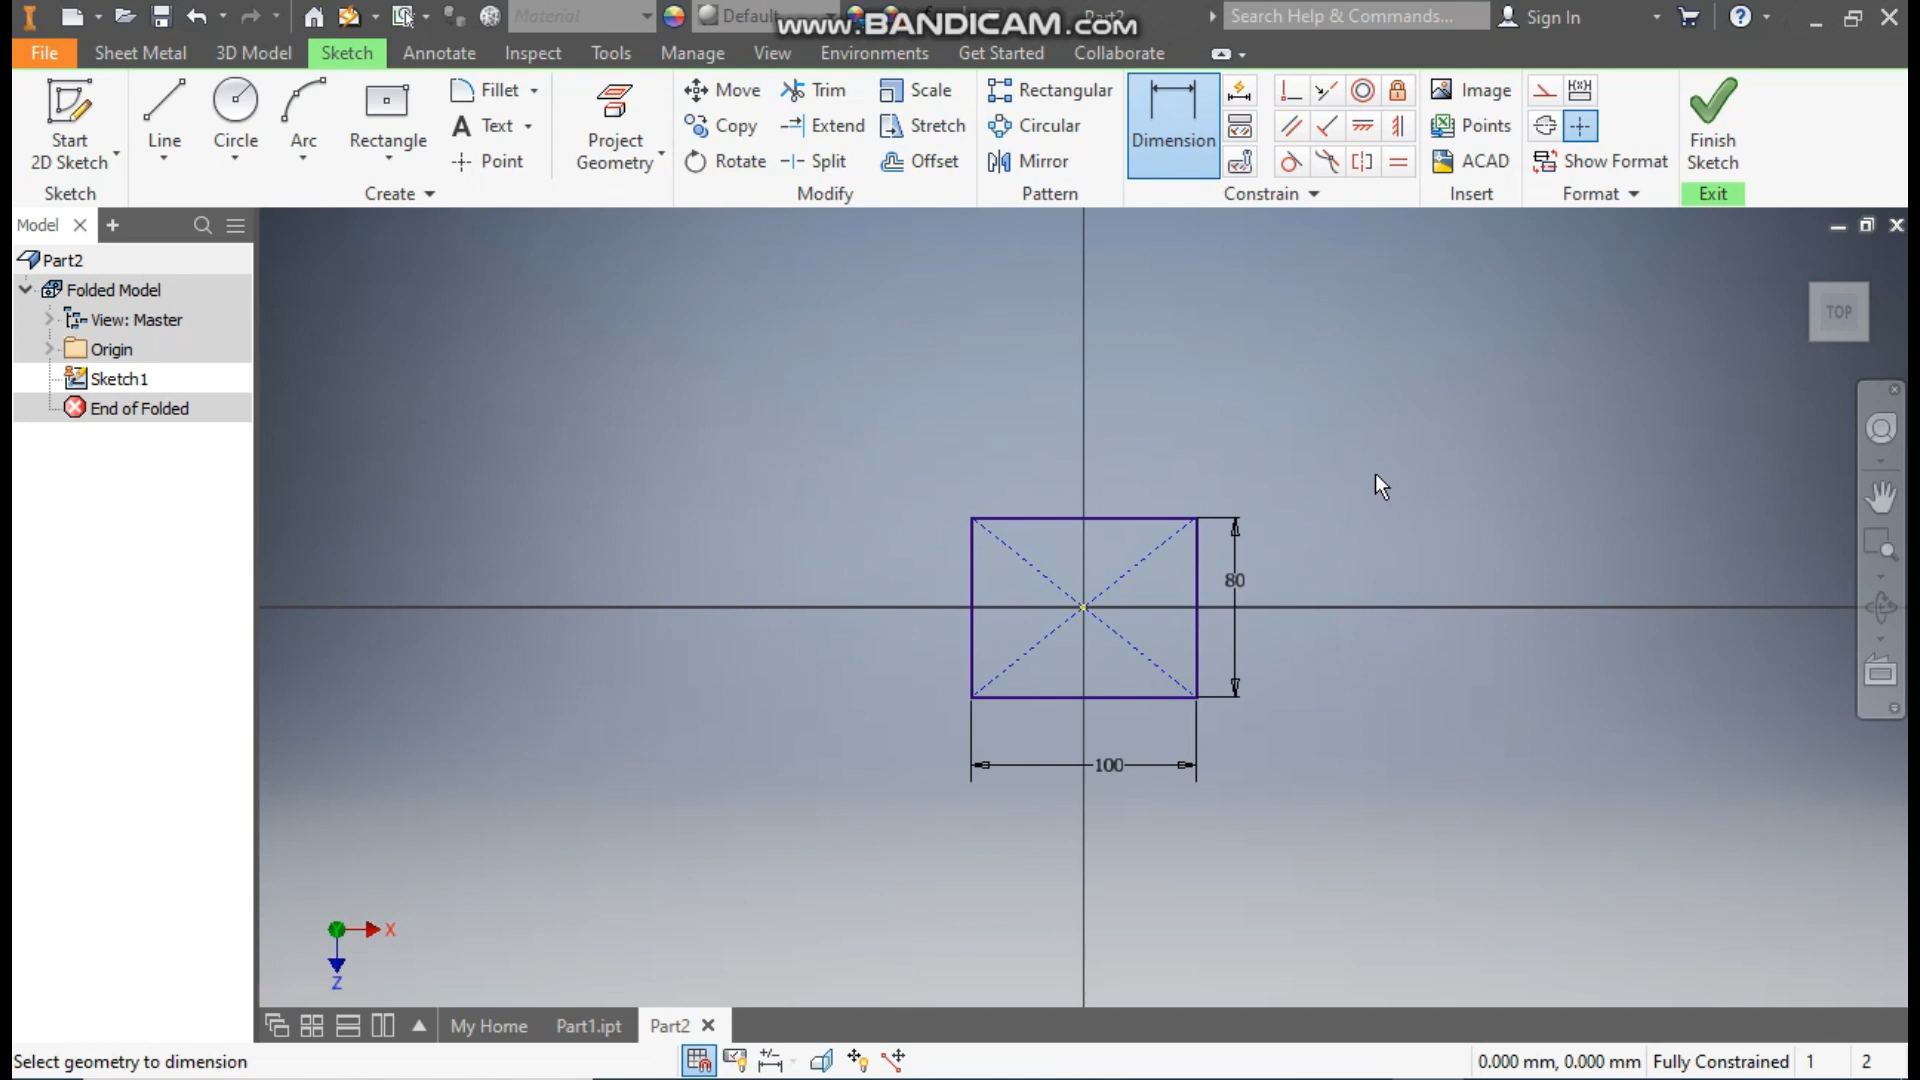 Material
Default
www.BANDICAM.com
Part2
Search Help & Commands...
Sign In
File
Sheet Metal
3D Model
Sketch
Annotate
Inspect
Tools
Manage
View
Environments
Get Started
Collaborate
Start
2D Sketch
Line
Circle
Arc
Rectangle
Fillet
Text
Point
Project
Geometry
Move
Copy
Rotate
Trim
Extend
Split
Scale
Stretch
Offset
Rectangular
Circular
Mirror
Dimension
Image
Points
ACAD
Show Format
Finish
Sketch
Sketch
Create
Modify
Pattern
Constrain
Insert
Format
Exit
Model
Part2
Folded Model
View: Master
Origin
Sketch1
End of Folded
TOP
80
100
X
Z
My Home
Part1.ipt
Part2
Select geometry to dimension
0.000 mm, 0.000 mm
Fully Constrained
1
2